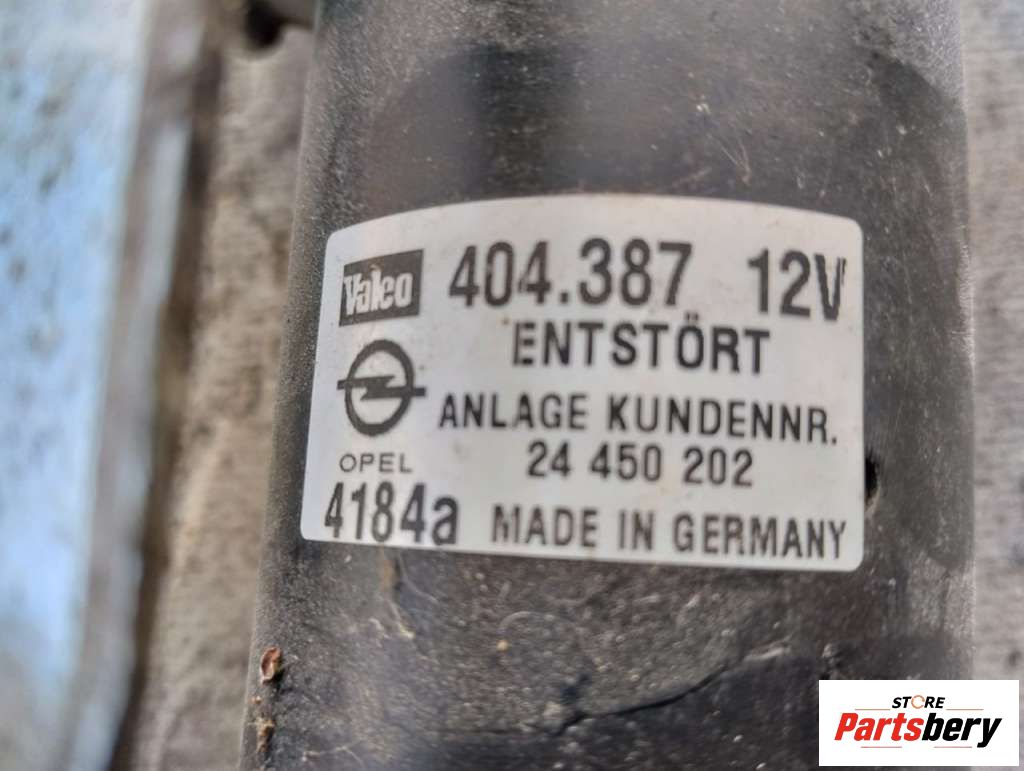 Valeo 404.387 12V
ENTSTÖRT
ANLAGE KUNDENNR.
OPEL 24 450 202
4184a MADE IN GERMANY
STORE
Partsbery